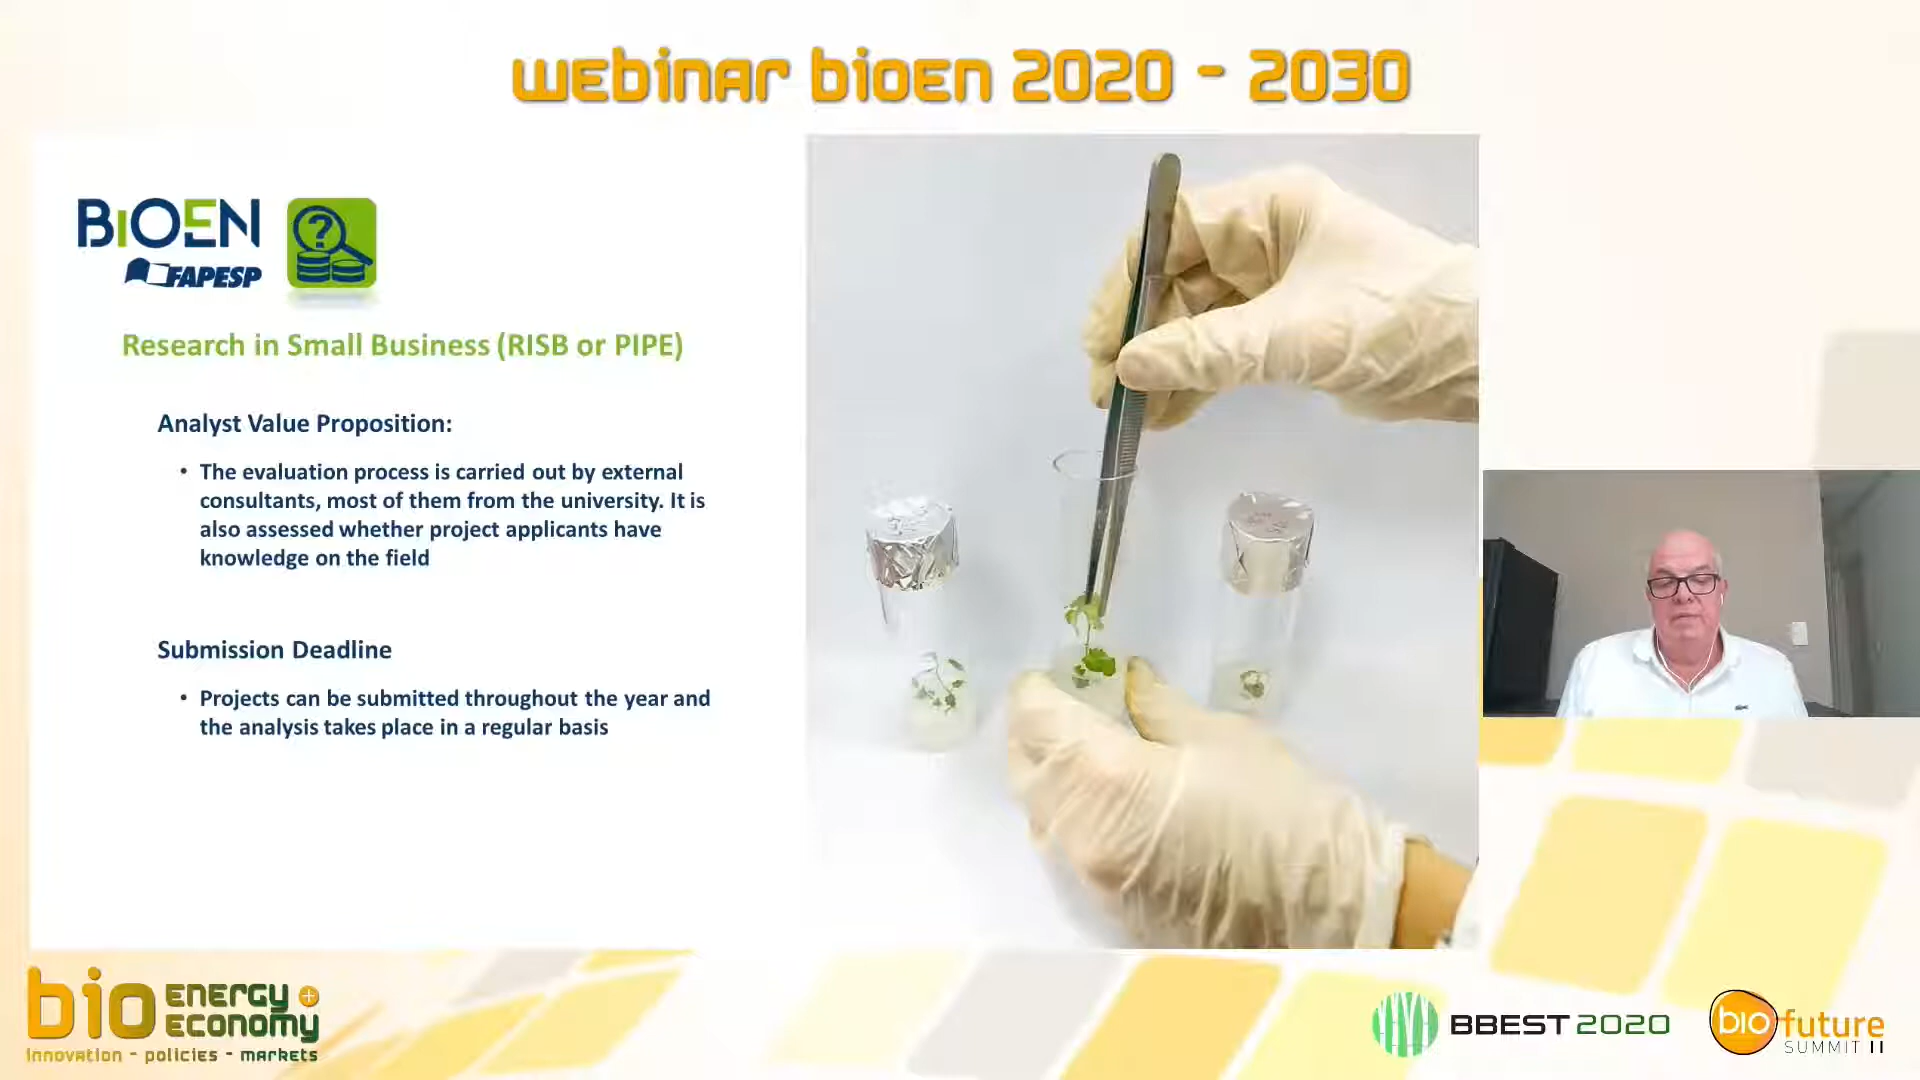 WEBINAR BIOEN 2020 - 2030
BIOEN
FAPESP
?
Research in Small Business (RISB or PIPE)
Analyst Value Proposition:
• The evaluation process is carried out by external
consultants, most of them from the university. It is
also assessed whether project applicants have
knowledge on the field
Submission Deadline
• Projects can be submitted throughout the year and
the analysis takes place in a regular basis
bio ENERGY +
ECONOMY
innovation - policies - markets
BBEST 2020
bio future
SUMMIT II